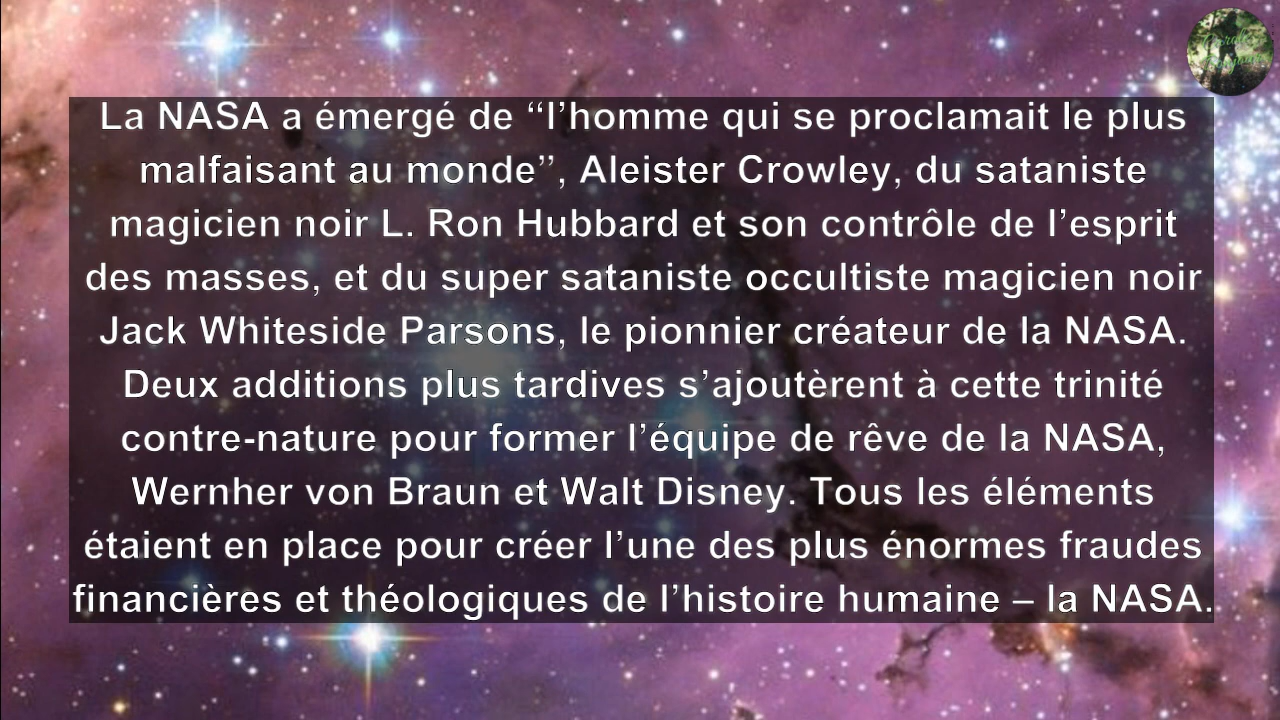 La NASA a émergé de “l’homme qui se proclamait le plus
malfaisant au monde”, Aleister Crowley, du sataniste
magicien noir L. Ron Hubbard et son contrôle de l’esprit
des masses, et du super sataniste occultiste magicien noir
Jack Whiteside Parsons, le pionnier créateur de la NASA.
Deux additions plus tardives s’ajoutèrent à cette trinité
contre-nature pour former l’équipe de rêve de la NASA,
Wernher von Braun et Walt Disney. Tous les éléments
étaient en place pour créer l’une des plus énormes fraudes
financières et théologiques de l’histoire humaine – la NASA.